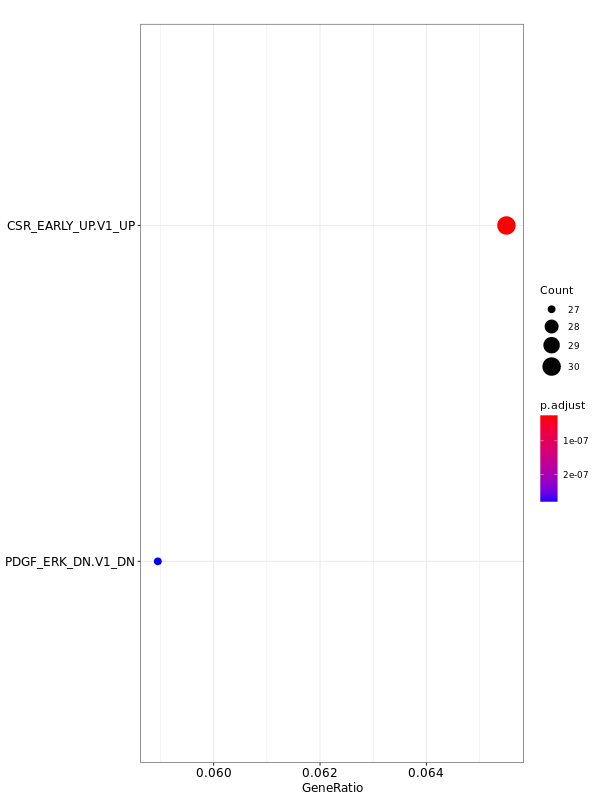 CSR_EARLY_UP.V1_UP
PDGF_ERK_DN.V1_DN
0.060
0.062
0.064
GeneRatio
Count
27
28
29
30
p.adjust
1e-07
2e-07